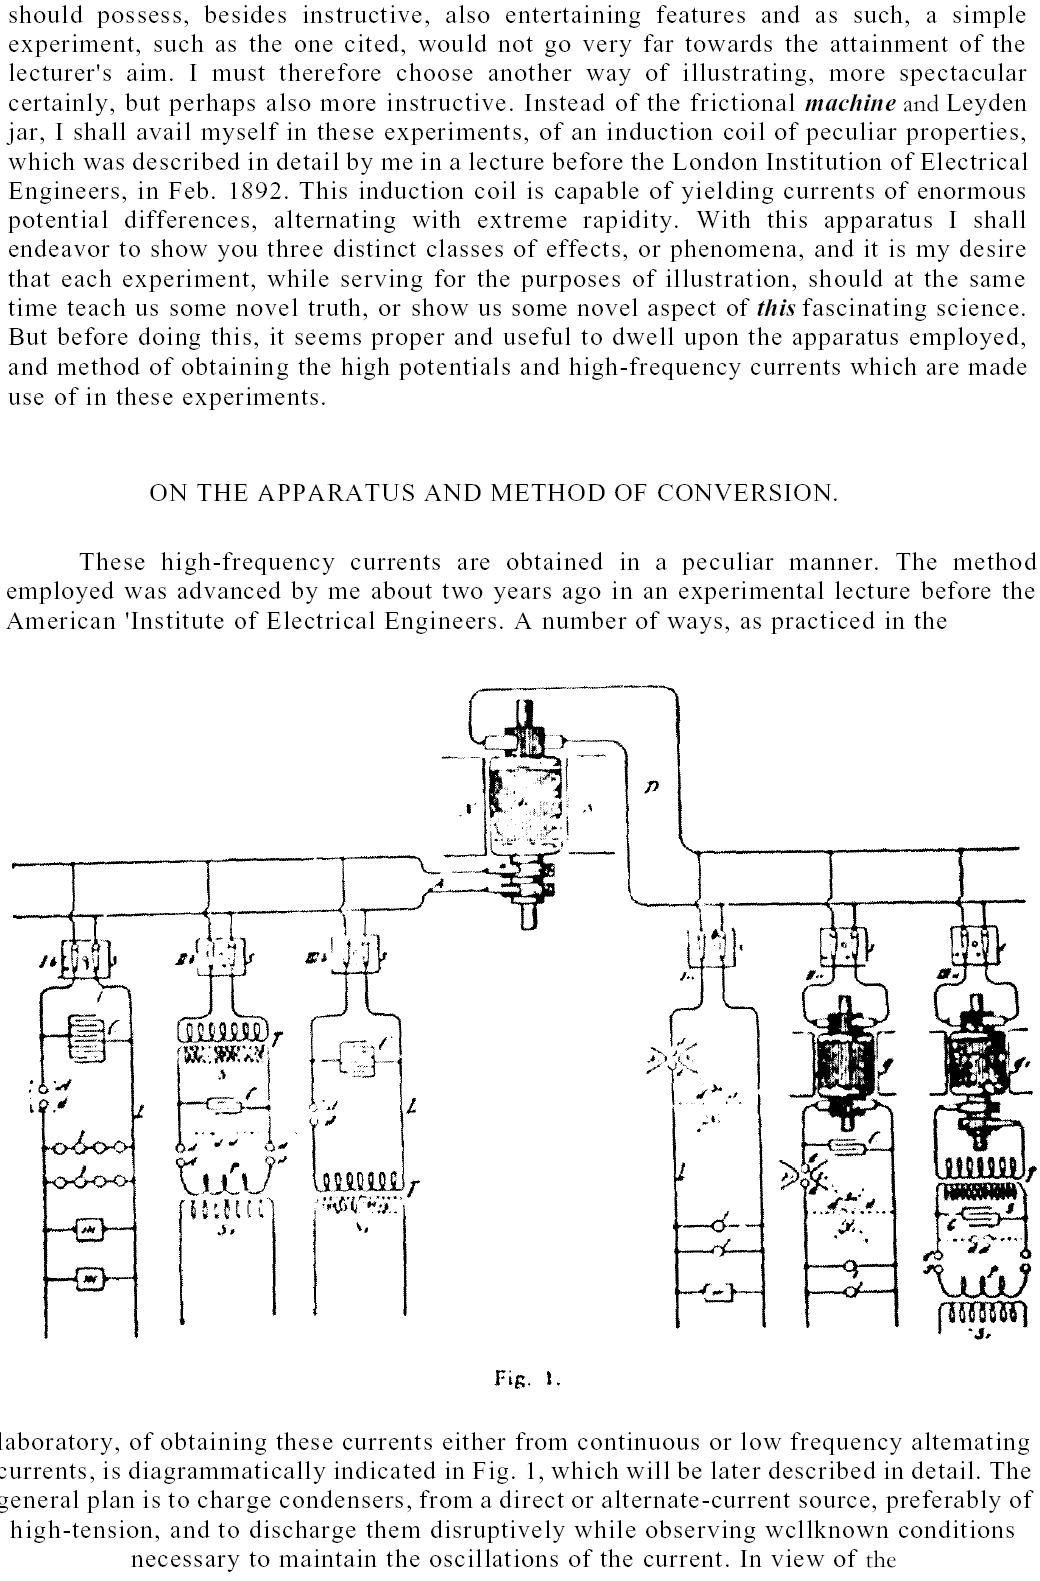 should possess, besides instructive, also entertaining features and as such, a simple
experiment, such as the one cited, would not go very far towards the attainment of the
lecturer's aim. I must therefore choose another way of illustrating, more spectacular
certainly, but perhaps also more instructive. Instead of the frictional machine and Leyden
jar, I shall avail myself in these experiments, of an induction coil of peculiar properties,
which was described in detail by me in a lecture before the London Institution of Electrical
Engineers, in Feb. 1892. This induction coil is capable of yielding currents of enormous
potential differences, alternating with extreme rapidity. With this apparatus I shall
endeavor to show you three distinct classes of effects, or phenomena, and it is my desire
that each experiment, while serving for the purposes of illustration, should at the same
time teach us some novel truth, or show us some novel aspect of this fascinating science.
But before doing this, it seems proper and useful to dwell upon the apparatus employed,
and method of obtaining the high potentials and high-frequency currents which are made
use of in these experiments.
ON THE APPARATUS AND METHOD OF CONVERSION.
These high-frequency currents are obtained in a peculiar manner. The method
employed was advanced by me about two years ago in an experimental lecture before the
American 'Institute of Electrical Engineers. A number of ways, as practiced in the
D
L
T
L
T
Fig. 1.
laboratory, of obtaining these currents either from continuous or low frequency altemating
currents, is diagrammatically indicated in Fig. 1, which will be later described in detail. The
general plan is to charge condensers, from a direct or alternate-current source, preferably of
high-tension, and to discharge them disruptively while observing wcllknown conditions
necessary to maintain the oscillations of the current. In view of the